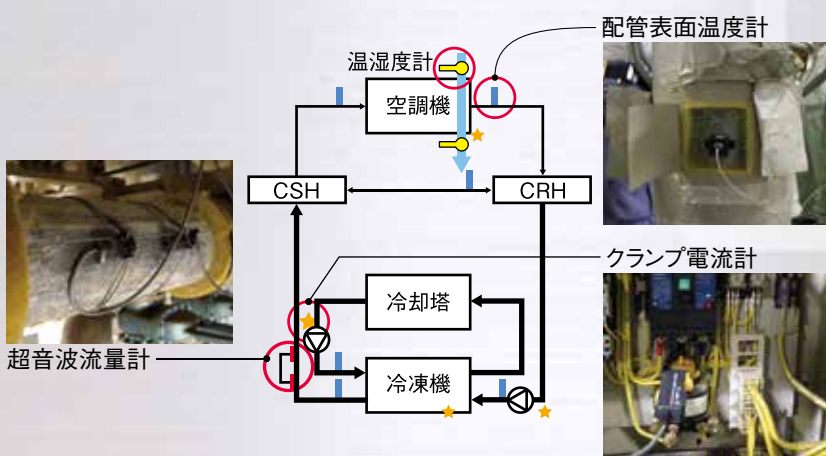 配管表面温度計
温湿度計
空調機
CSH
CRH
クランプ電流計
冷却塔
超音波流量計
冷凍機